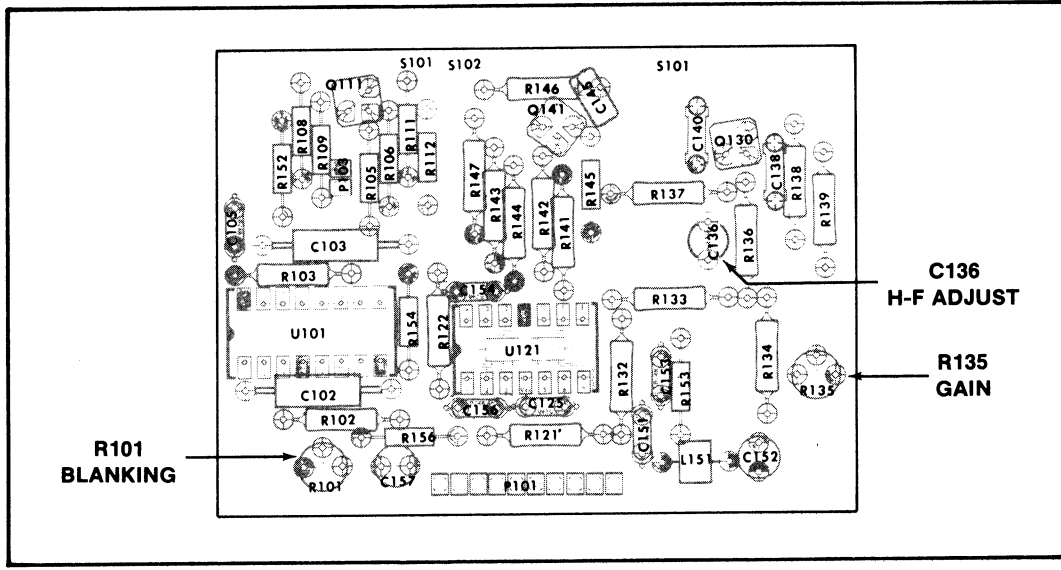 S101 S102 S101
Q111
R146
C145
Q141
R108
R109
R111
R106
R112
R152
P103
R105
R147
R143
R144
R142
R141
R145
C140
Q130
C138
R138
R139
R137
C136
R136
C105
C103
R103
C136
H-F ADJUST
C154
R133
U101
R154
R122
U121
R132
R153
R134
R135
R135
GAIN
C102
C156
C125
C151
R102
R156
R121
L151
C152
R101
BLANKING
R101
C157
P101